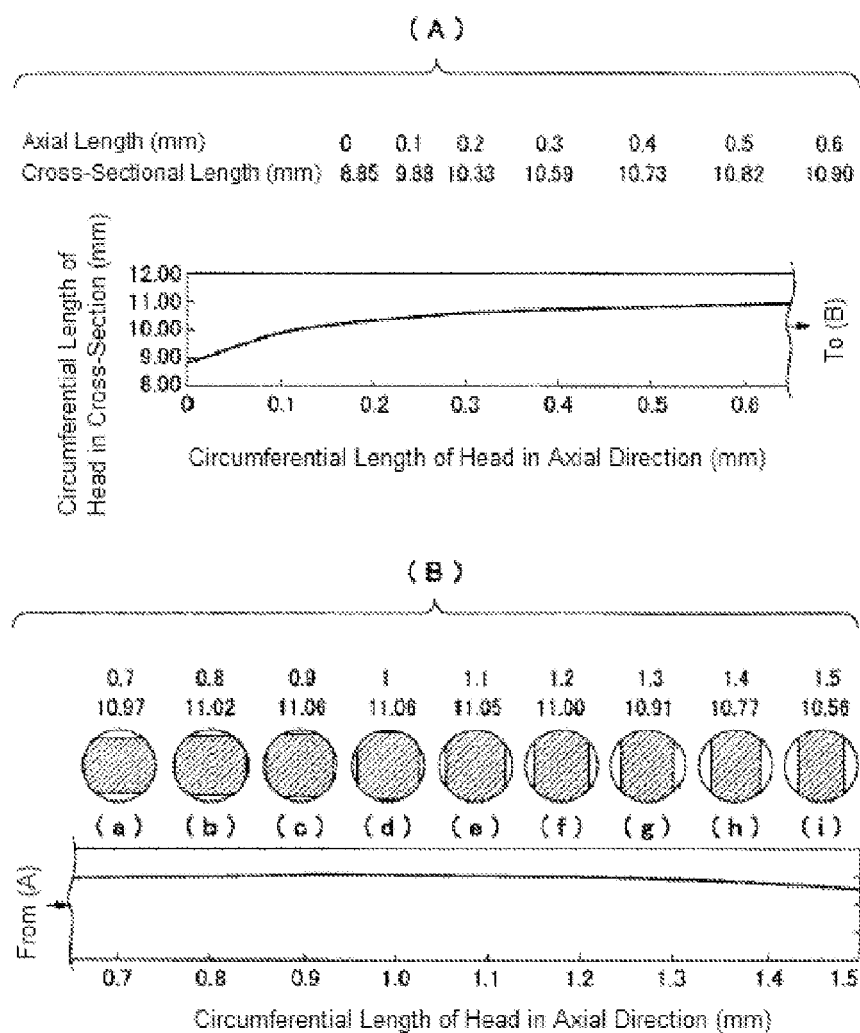 (A)
Axial Length (mm) 0 0.1 0.2 0.3 0.4 0.5 0.6
Cross-Sectional Length (mm) 8.85 9.88 10.33 10.59 10.73 10.82 10.90
Circumferential Length of
Head in Cross-Section (mm)
12.00
11.00
10.00
9.00
8.00
0 0.1 0.2 0.3 0.4 0.5 0.6
To (B)
Circumferential Length of Head in Axial Direction (mm)
(B)
0.7 0.8 0.9 1 1.1 1.2 1.3 1.4 1.5
10.97 11.02 11.06 11.06 11.05 11.00 10.91 10.77 10.56
(a) (b) (c) (d) (e) (f) (g) (h) (i)
From (A)
0.7 0.8 0.9 1.0 1.1 1.2 1.3 1.4 1.5
Circumferential Length of Head in Axial Direction (mm)